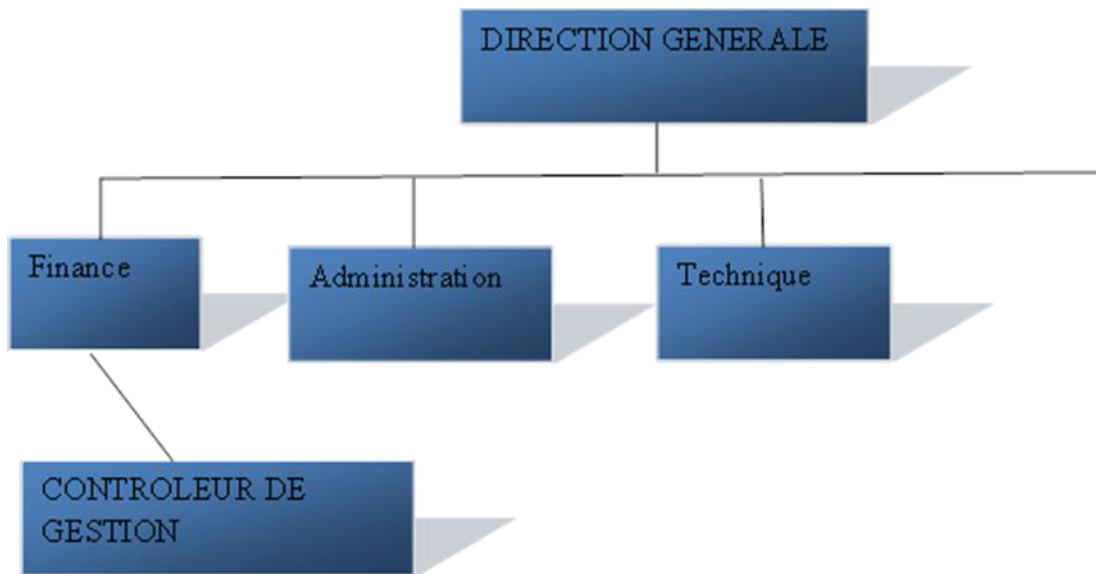 DIRECTION GENERALE
Finance
Administration
Technique
CONTROLEUR DE
GESTION